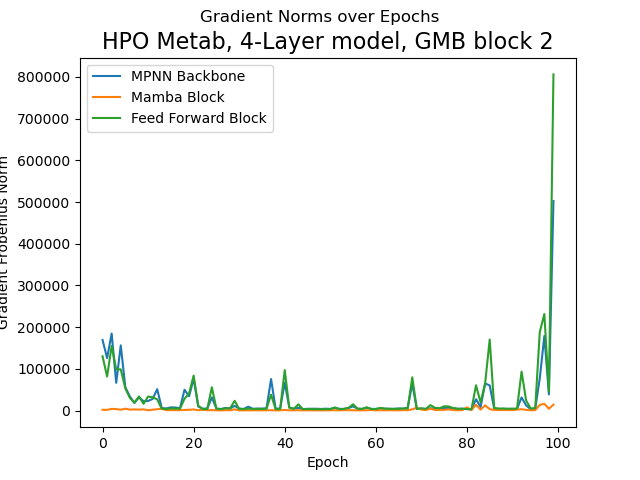 Gradient Norms over Epochs
HPO Metab, 4-Layer model, GMB block 2
MPNN Backbone
Mamba Block
Feed Forward Block
800000
700000
600000
500000
400000
300000
200000
100000
0
Gradient Frobenius Norm
0 20 40 60 80 100
Epoch